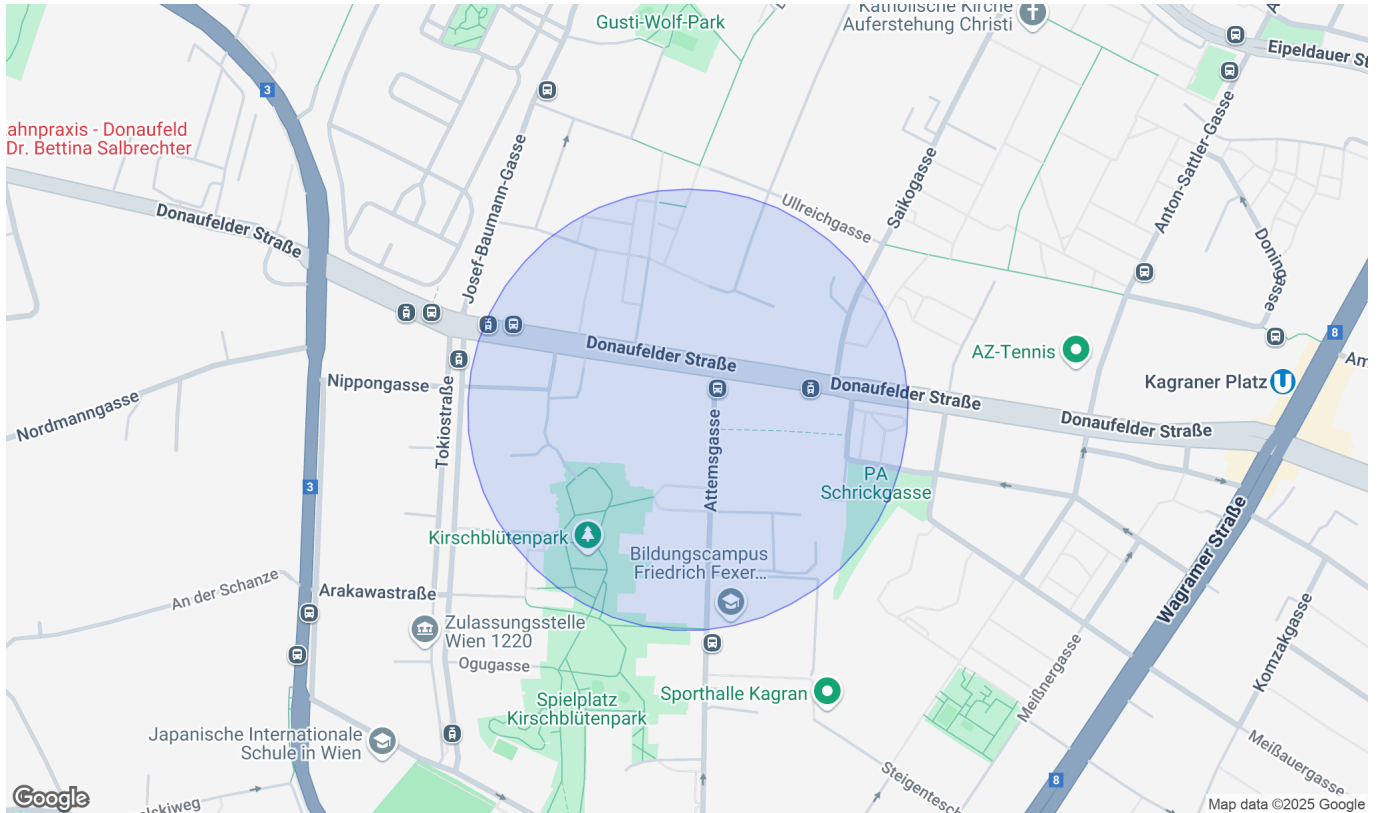 Gusti-Wolf-Park
Katholische Kirche
Auferstehung Christi
Eipeldauer St
3
ahnpraxis - Donaufeld
Dr. Bettina Salbrechter
Josef-Baumann-Gasse
Saikogasse
Anton-Sattler-Gasse
Ullreichgasse
Donaufelder Straße
Doningasse
8
Donaufelder Straße
AZ-Tennis
Am
Kagraner Platz
Nippongasse
Donaufelder Straße
Nordmanngasse
Tokiostraße
Attemsgasse
Donaufelder Straße
3
PA
Schrickgasse
Kirschblütenpark
Bildungscampus
Friedrich Fexer...
Wagramer Straße
An der Schanze
Arakawastraße
Zulassungsstelle
Wien 1220
Ogugasse
Komzakgasse
Meißnergasse
Spielplatz
Kirschblütenpark
Sporthalle Kagran
Japanische Internationale
Schule in Wien
Meißauergasse
8
Steigentesch
Google
alskiweg
Map data ©2025 Google